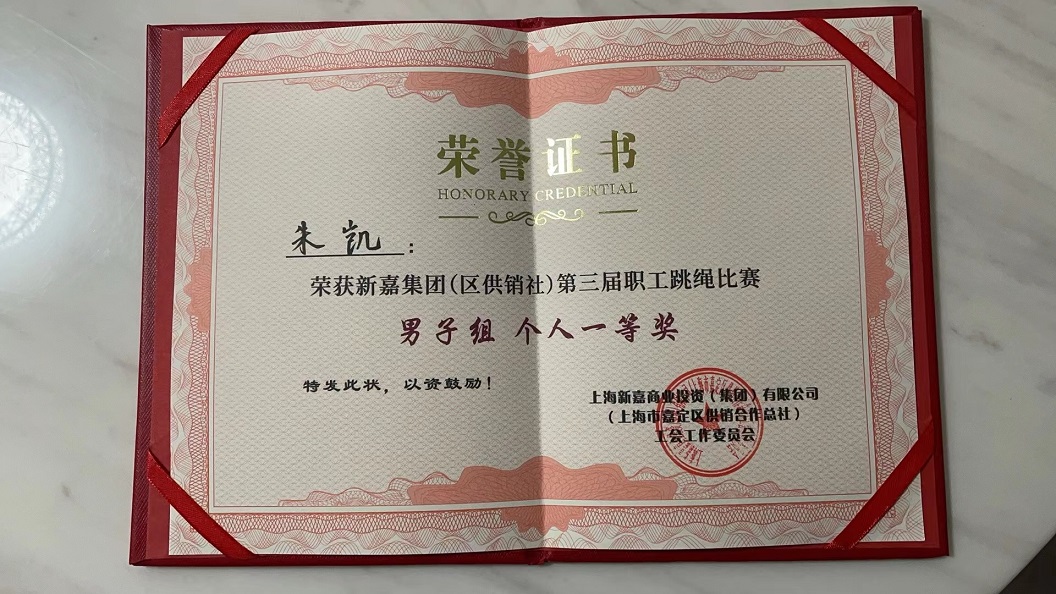 荣誉证书
HONORARY CREDENTIAL
朱凯：
荣获新嘉集团(区供销社)第三届职工跳绳比赛
男子组 个人一等奖
特发此状，以资鼓励！
上海新嘉商业投资（集团）有限公司
（上海市嘉定区供销合作总社）
工会工作委员会